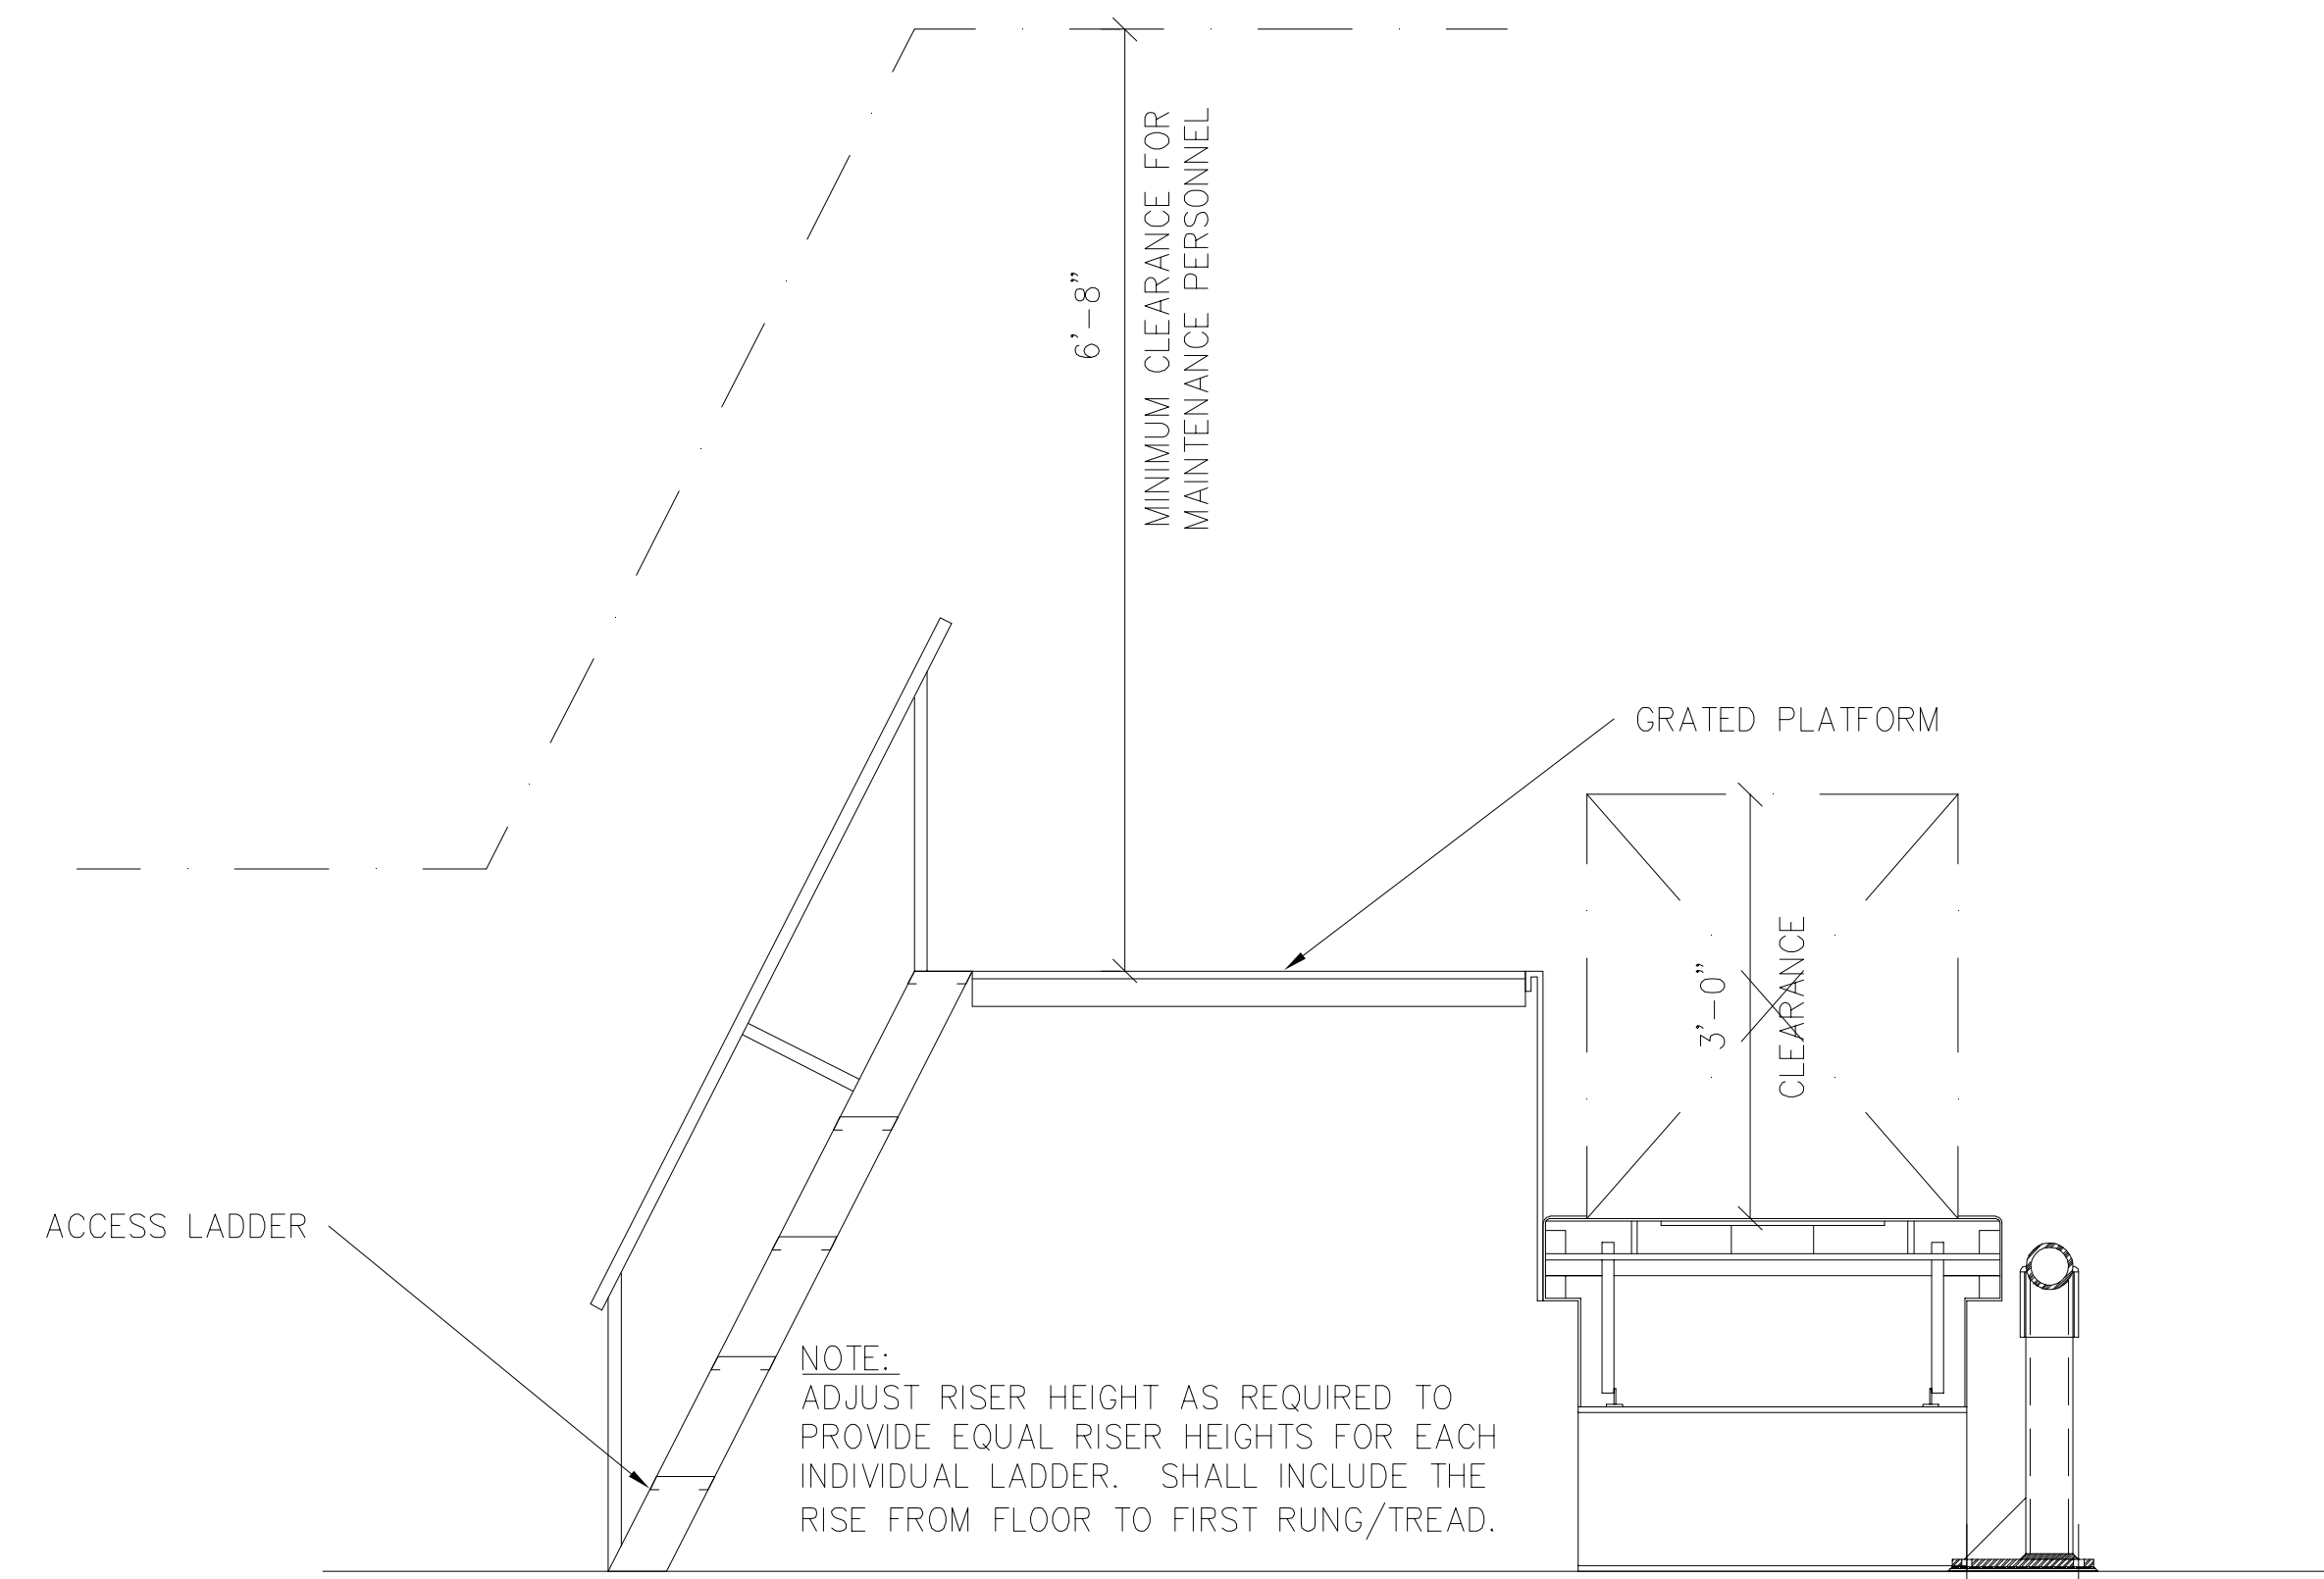 6'-8"
MINIMUM CLEARANCE FOR
MAINTENANCE PERSONNEL
GRATED PLATFORM
3'-0"
CLEARANCE
ACCESS LADDER
NOTE:
ADJUST RISER HEIGHT AS REQUIRED TO
PROVIDE EQUAL RISER HEIGHTS FOR EACH
INDIVIDUAL LADDER. SHALL INCLUDE THE
RISE FROM FLOOR TO FIRST RUNG/TREAD.